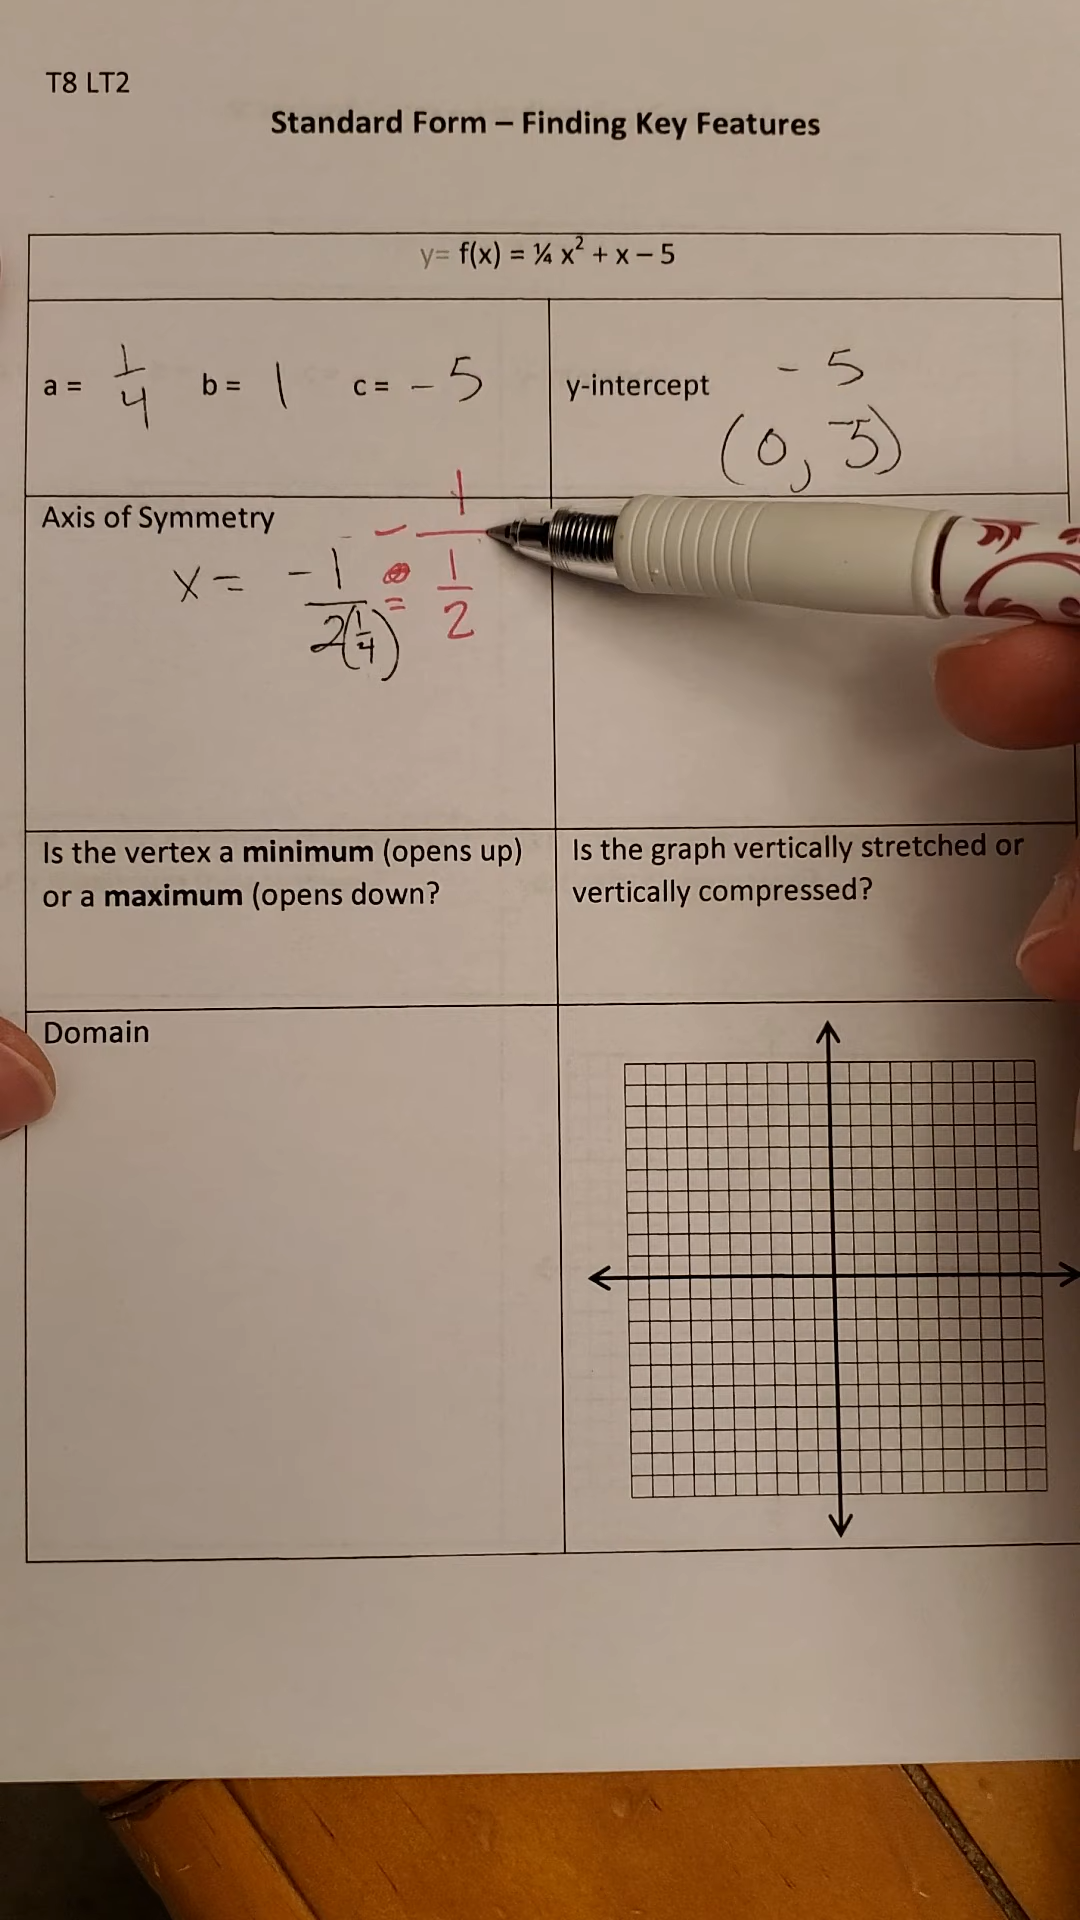 T8 LT2
Standard Form – Finding Key Features
y= f(x) = ¼ x² + x – 5
a = 1/4 b = 1 c = - 5
y-intercept - 5
(0, -5)
Axis of Symmetry
x = -1/2(1/4) = - 1/(1/2)
Is the vertex a minimum (opens up)
or a maximum (opens down?
Is the graph vertically stretched or
vertically compressed?
Domain